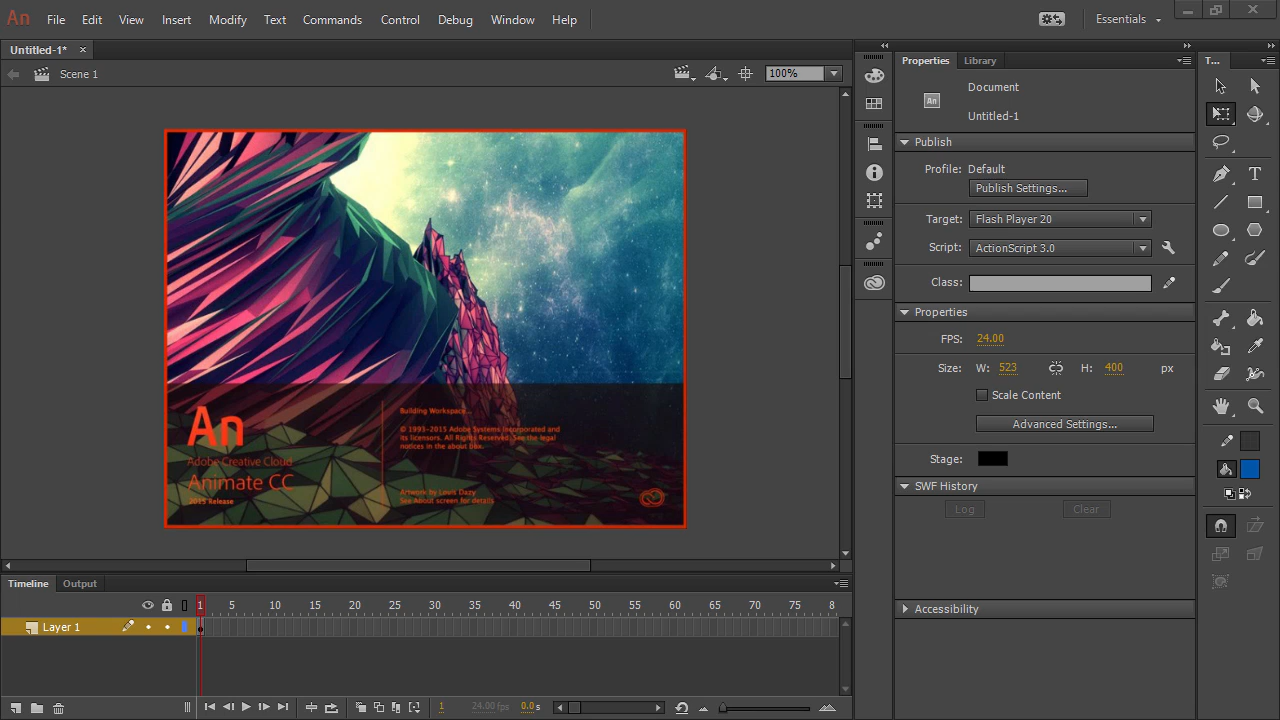 An File Edit View Insert Modify Text Commands Control Debug Window Help Essentials
Untitled-1* ×
Scene 1 100%
An
Adobe Creative Cloud
Animate CC
2015 Release
Building Workspace...
© 1993-2015 Adobe Systems Incorporated and
its licensors. All Rights Reserved. See the legal
notices in the about box.
Artwork by Louis Dazy
See About screen for details
Timeline Output
1 5 10 15 20 25 30 35 40 45 50 55 60 65 70 75 8
Layer 1
1 24.00 fps 0.0 s
Properties Library
An
Document
Untitled-1
Publish
Profile: Default
Publish Settings...
Target: Flash Player 20
Script: ActionScript 3.0
Class:
Properties
FPS: 24.00
Size: W: 523 H: 400 px
Scale Content
Advanced Settings...
Stage:
SWF History
Log Clear
Accessibility
T...
T